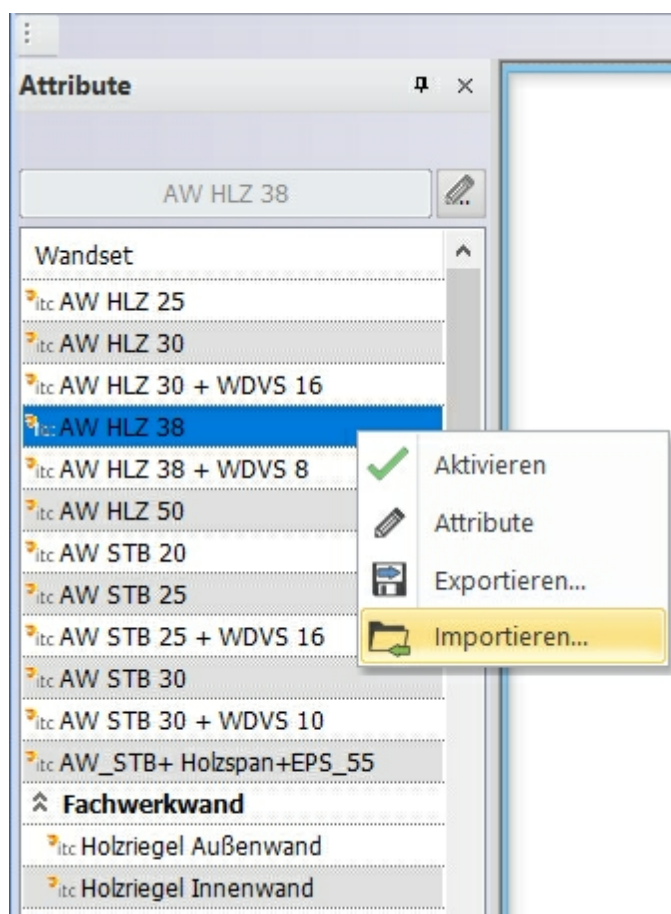 Attribute
AW HLZ 38
Wandset
itc AW HLZ 25
itc AW HLZ 30
itc AW HLZ 30 + WDVS 16
itc AW HLZ 38
itc AW HLZ 38 + WDVS 8
itc AW HLZ 50
itc AW STB 20
itc AW STB 25
itc AW STB 25 + WDVS 16
itc AW STB 30
itc AW STB 30 + WDVS 10
itc AW_STB+ Holzspan+EPS_55
Fachwerkwand
itc Holzriegel Außenwand
itc Holzriegel Innenwand
Aktivieren
Attribute
Exportieren...
Importieren...